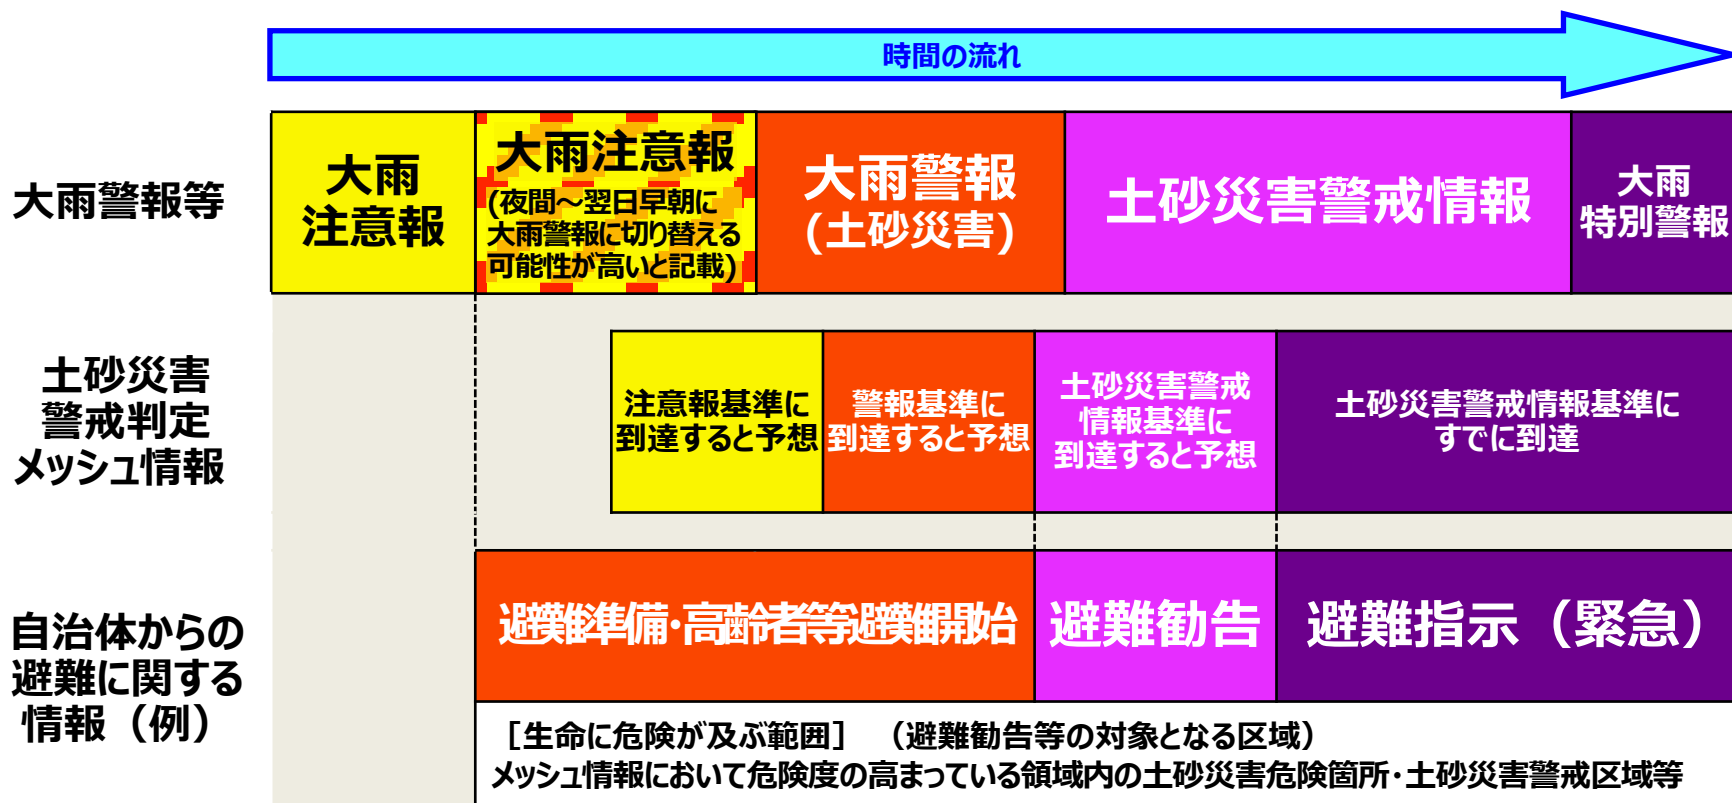 時間の流れ
大雨警報等
大雨
注意報
大雨注意報
(夜間～翌日早朝に
大雨警報に切り替える
可能性が高いと記載)
大雨警報
(土砂災害)
土砂災害警戒情報
大雨
特別警報
土砂災害
警戒判定
メッシュ情報
注意報基準に
到達すると予想
警報基準に
到達すると予想
土砂災害警戒
情報基準に
到達すると予想
土砂災害警戒情報基準に
すでに到達
自治体からの
避難に関する
情報（例）
避難準備・高齢者等避難開始
避難勧告
避難指示（緊急）
［生命に危険が及ぶ範囲］　（避難勧告等の対象となる区域）
メッシュ情報において危険度の高まっている領域内の土砂災害危険箇所・土砂災害警戒区域等